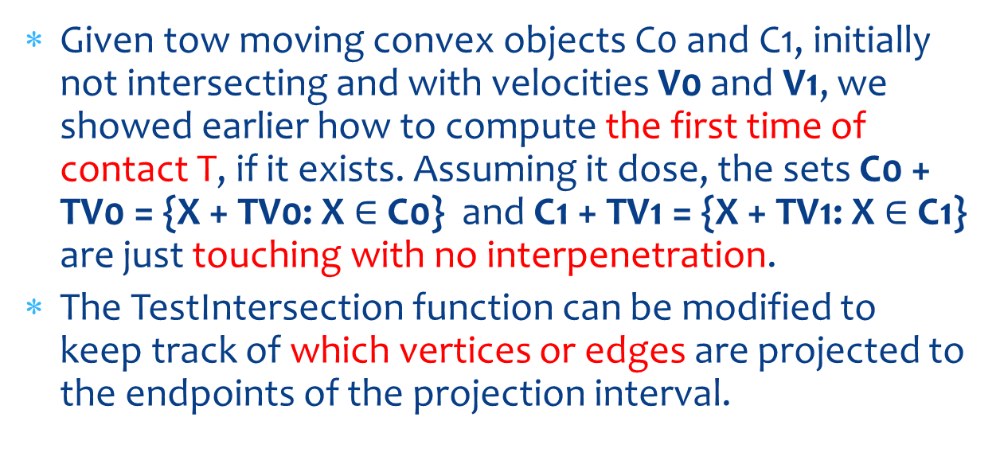 * Given tow moving convex objects C0 and C1, initially
not intersecting and with velocities V0 and V1, we
showed earlier how to compute the first time of
contact T, if it exists. Assuming it dose, the sets C0 +
TV0 = {X + TV0: X ∈ C0} and C1 + TV1 = {X + TV1: X ∈ C1}
are just touching with no interpenetration.
* The TestIntersection function can be modified to
keep track of which vertices or edges are projected to
the endpoints of the projection interval.